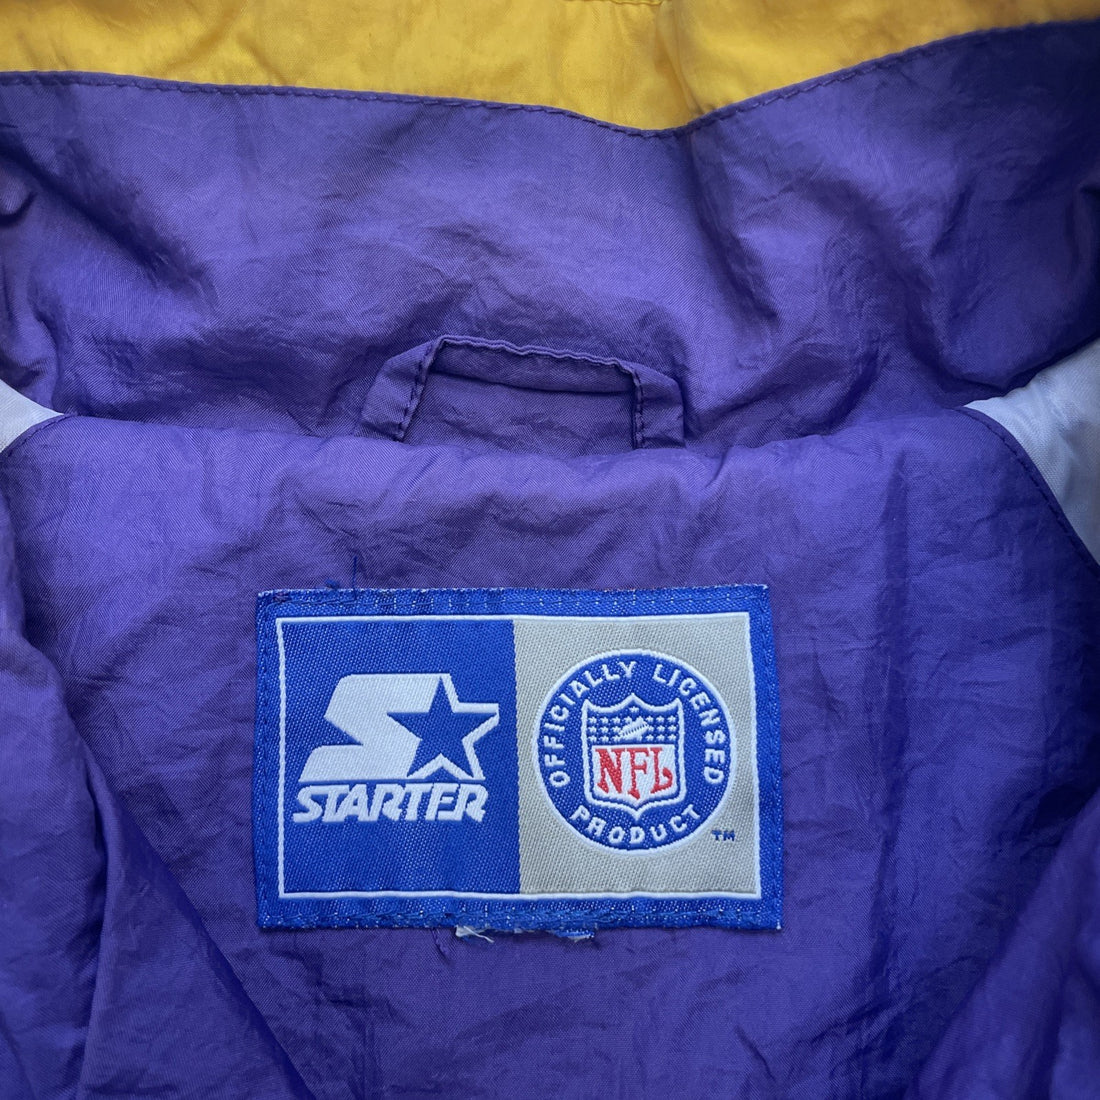 STARTER
OFFICIALLY LICENSED
NFL
PRODUCT
TM